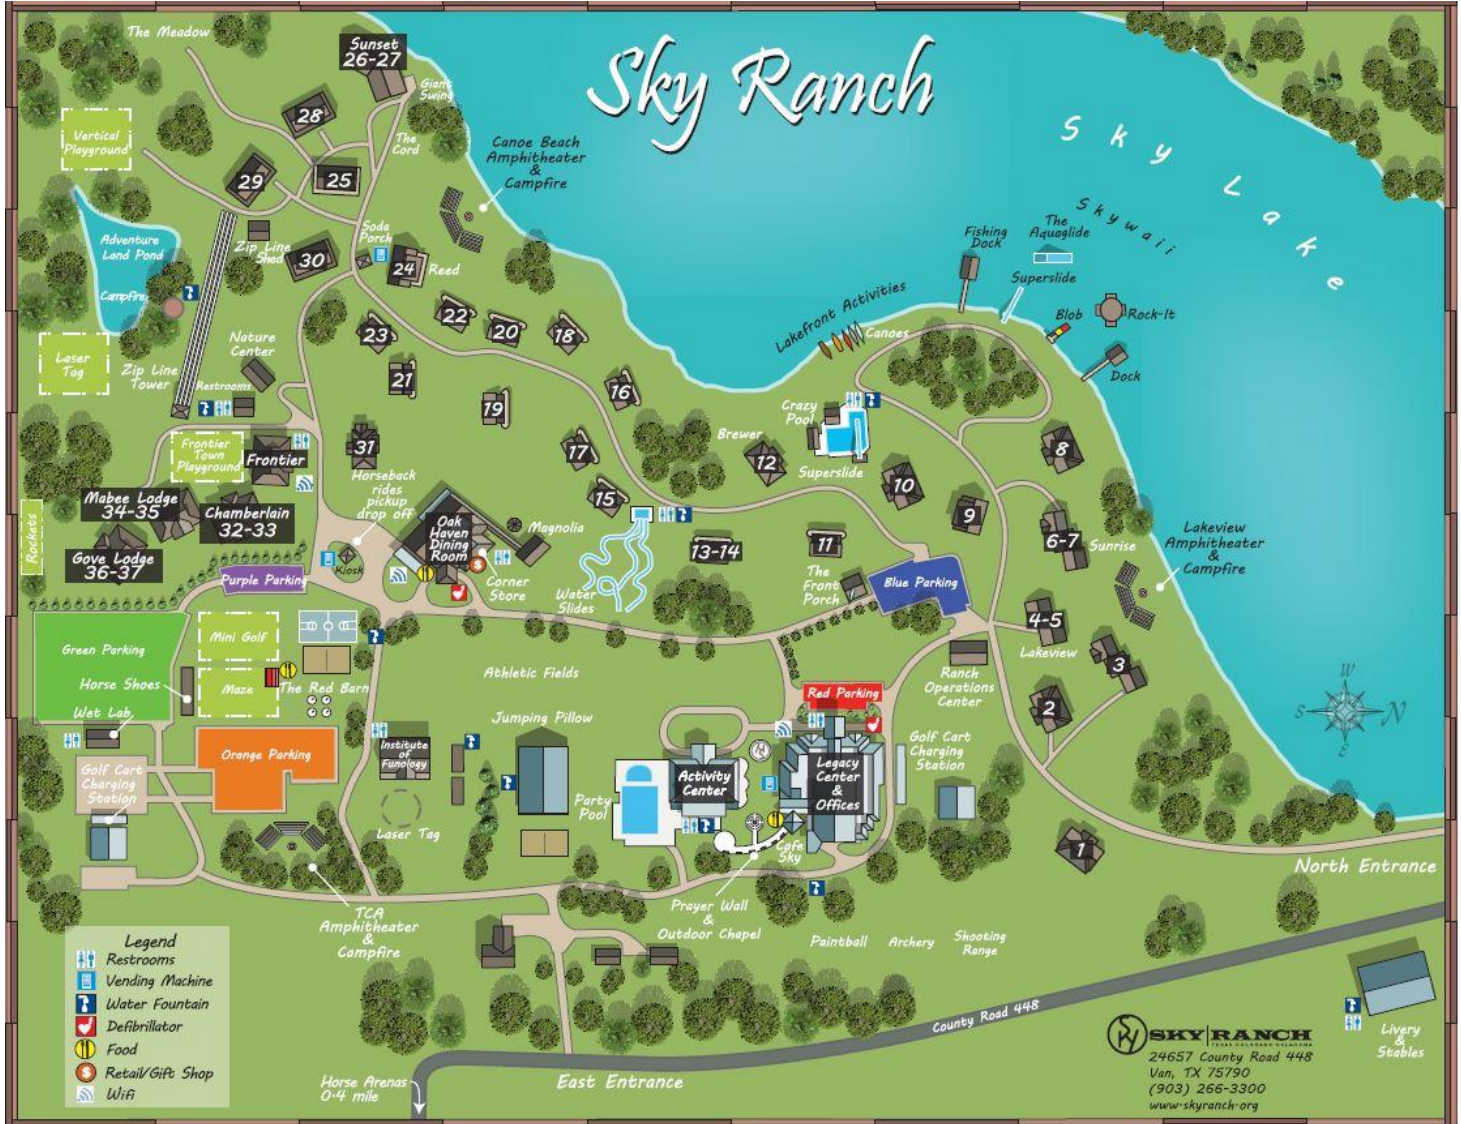 The Meadow
Sunset
26-27
Giant
Swing
Sky Ranch
Sky Lake
28
Vertical
Playground
The
Cord
Canoe Beach
Amphitheater
&
Campfire
29
25
Skywaii
Adventure
Land Pond
Zip Line
Shed
30
Soda
Porch
24
Reed
Fishing
Dock
The
Aquaglide
Superslide
Campfire
Lakefront Activities
Canoes
Blob
Rock-It
Dock
22
20
18
23
Nature
Center
Laser
Tag
Zip Line
Tower
Restrooms
21
16
19
Crazy
Pool
Brewer
12
Superslide
8
Frontier
Town
Playground
Frontier
31
17
10
Horseback
rides
pickup
drop off
Mabee Lodge
34-35
Chamberlain
32-33
15
9
Rockets
Oak
Haven
Dining
Room
Magnolia
Lakeview
Amphitheater
&
Campfire
6-7
Sunrise
13-14
11
Gove Lodge
36-37
Kiosk
Purple Parking
Corner
Store
Water
Slides
The
Front
Porch
Blue Parking
4-5
Lakeview
Green Parking
Mini Golf
3
Athletic Fields
Ranch
Operations
Center
Horse Shoes
Maze
The Red Barn
Red Parking
2
W
S
N
E
Wet Lab
Jumping Pillow
Orange Parking
Institute
of
Funology
Golf Cart
Charging
Station
Activity
Center
Legacy
Center
&
Offices
Golf Cart
Charging
Station
Party
Pool
Laser Tag
Cafe
Sky
1
North Entrance
TCA
Amphitheater
&
Campfire
Prayer Wall
&
Outdoor Chapel
Paintball
Archery
Shooting
Range
Legend
Restrooms
Vending Machine
Water Fountain
Defibrillator
Food
Retail/Gift Shop
Wifi
County Road 448
Horse Arenas
0.4 mile
East Entrance
SKY RANCH
TEXAS COLORADO OKLAHOMA
24657 County Road 448
Van, TX 75790
(903) 266-3300
www.skyranch.org
Livery
&
Stables